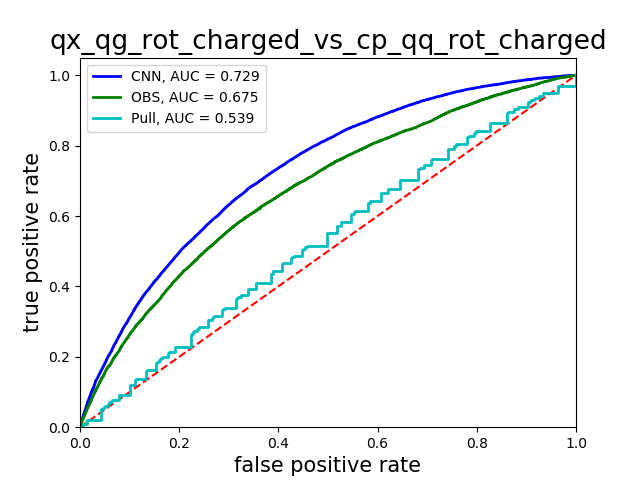 qx_qg_rot_charged_vs_cp_qq_rot_charged
CNN, AUC = 0.729
OBS, AUC = 0.675
Pull, AUC = 0.539
true positive rate
1.0
0.8
0.6
0.4
0.2
0.0
0.0 0.2 0.4 0.6 0.8 1.0
false positive rate